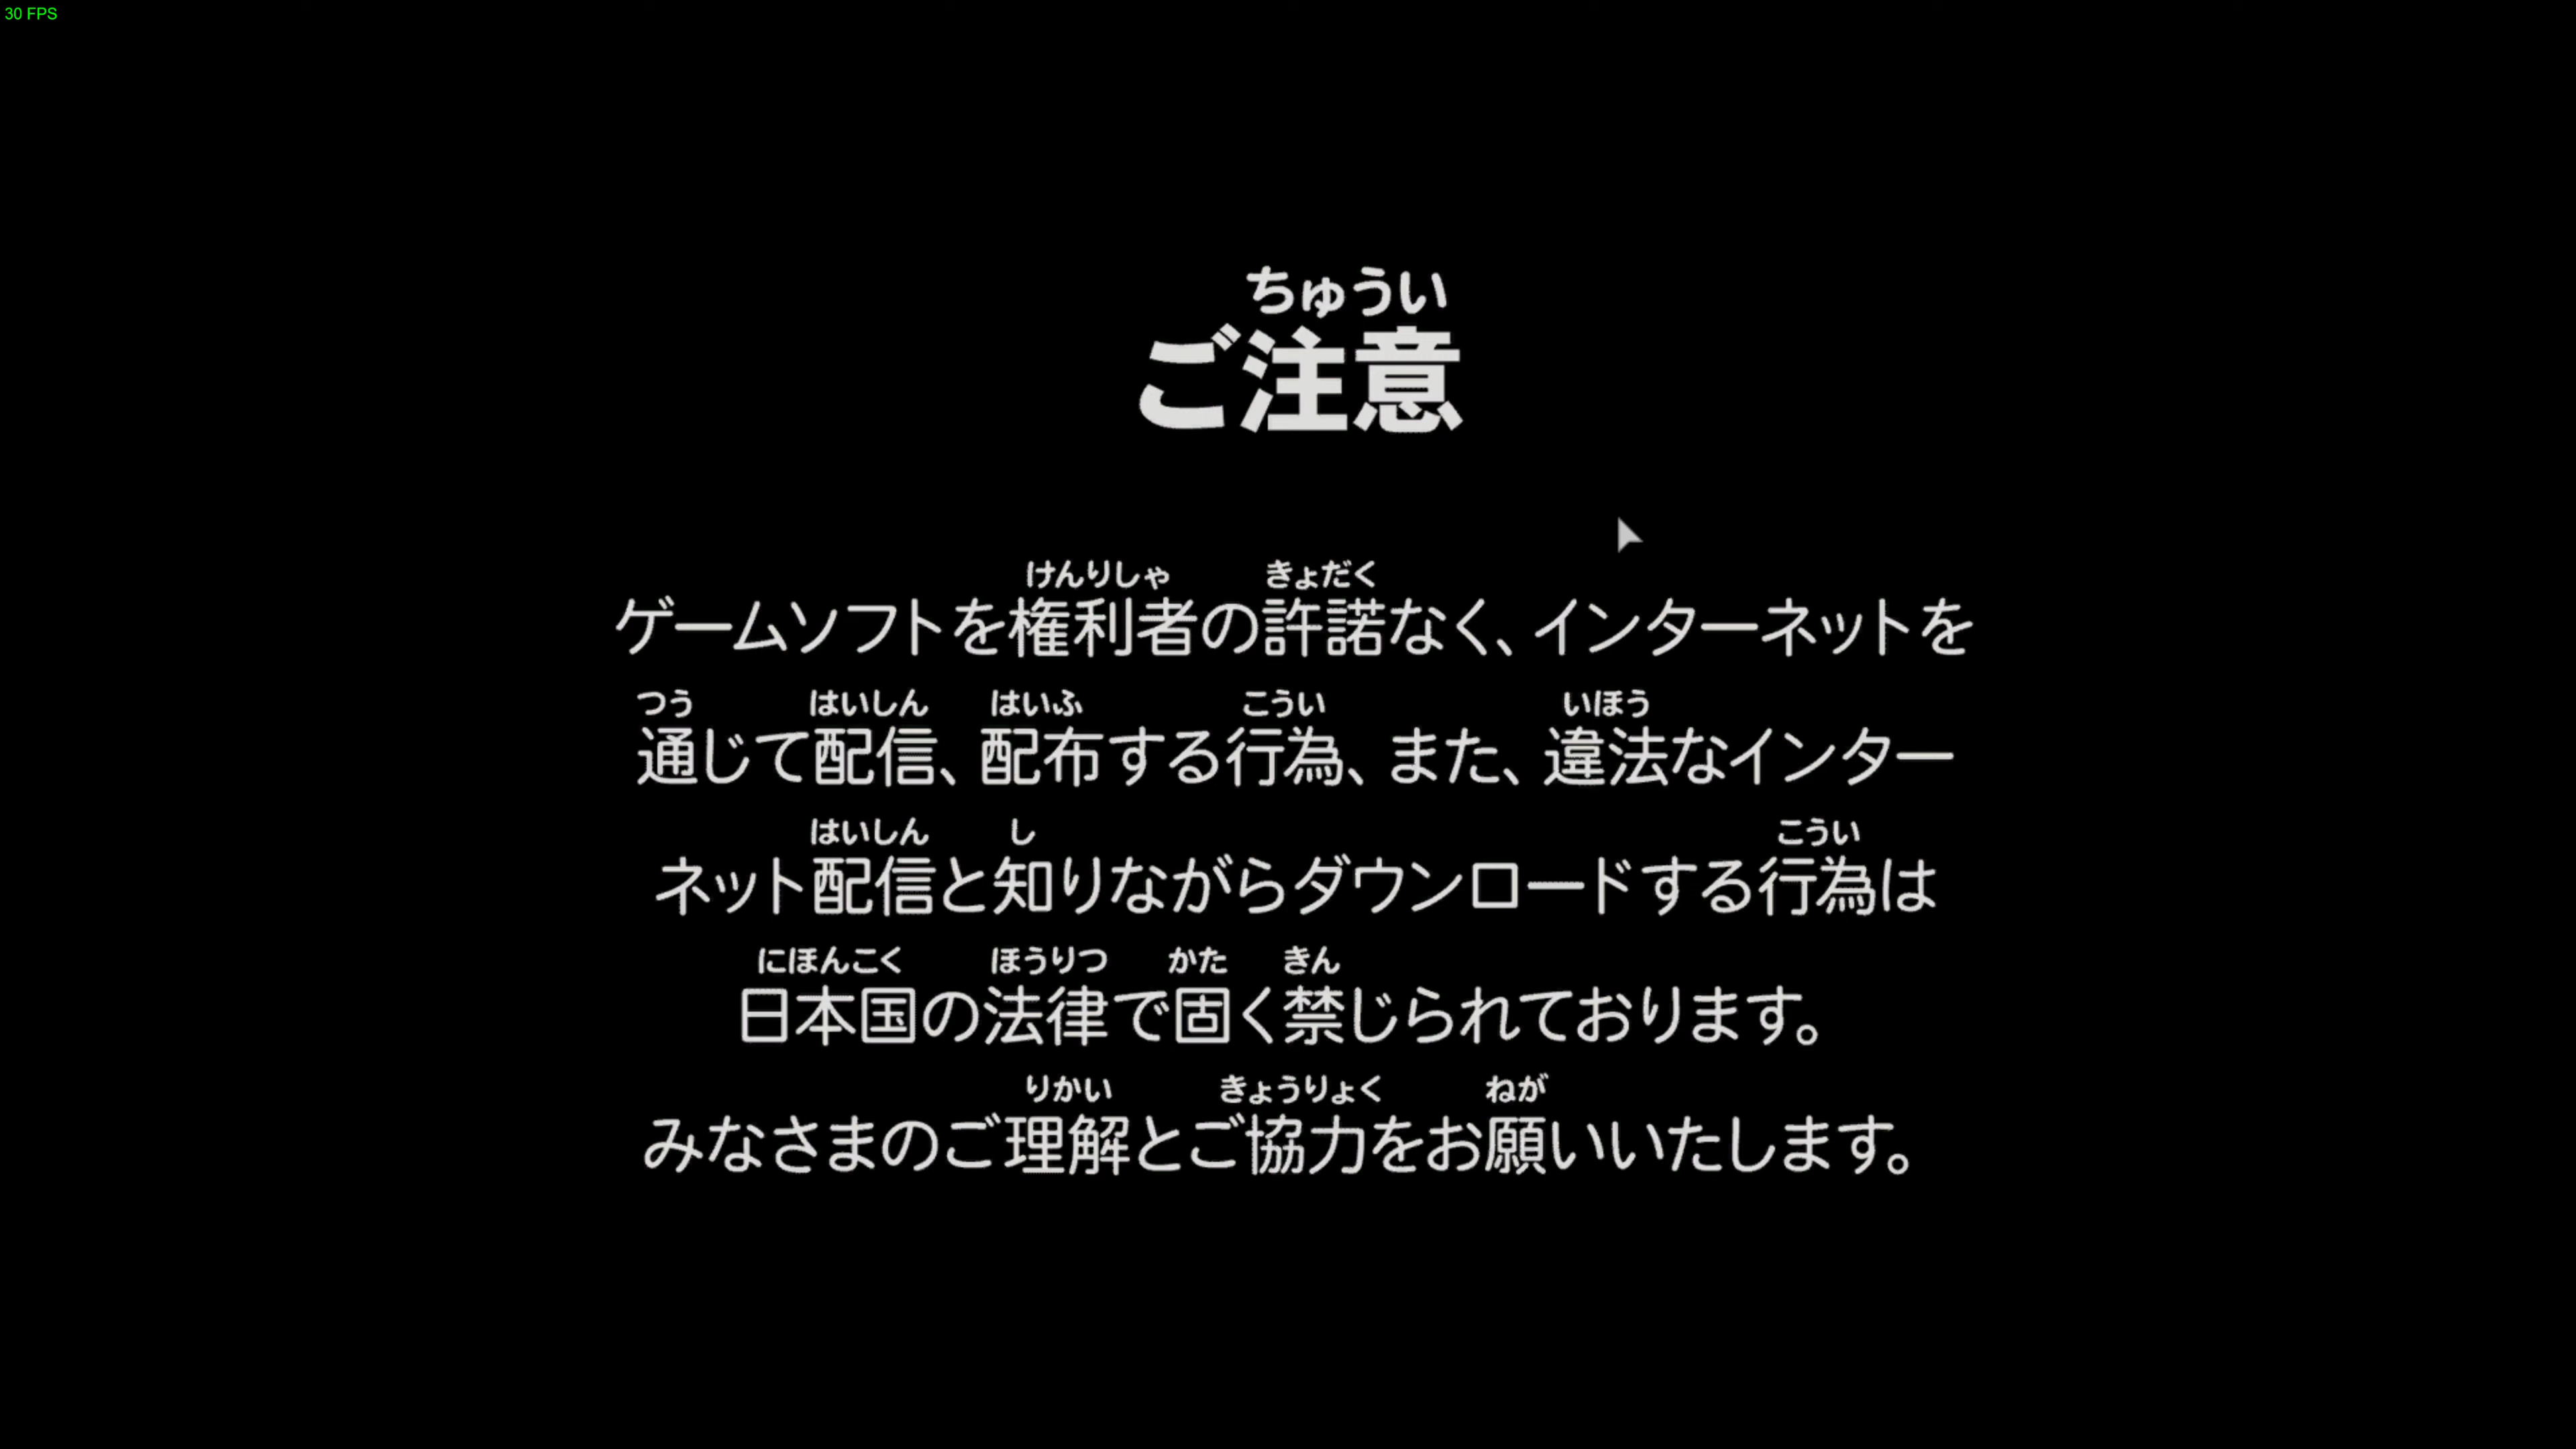 30 FPS
ちゅうい
ご注意
けんりしゃ きょだく
ゲームソフトを権利者の許諾なく、インターネットを
つう はいしん はいふ こうい いほう
通じて配信、配布する行為、また、違法なインター
はいしん し こうい
ネット配信と知りながらダウンロードする行為は
にほんこく ほうりつ かた きん
日本国の法律で固く禁じられております。
りかい きょうりょく ねが
みなさまのご理解とご協力をお願いいたします。